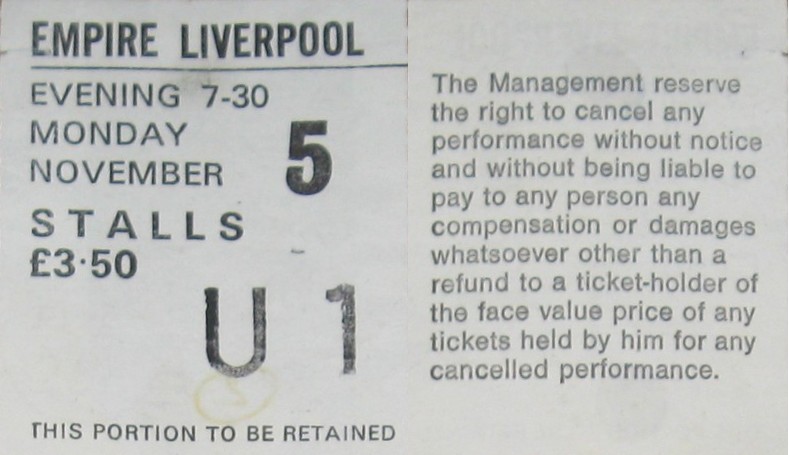 EMPIRE LIVERPOOL
EVENING 7-30
MONDAY
NOVEMBER 5
STALLS
£3·50
U 1
THIS PORTION TO BE RETAINED
The Management reserve
the right to cancel any
performance without notice
and without being liable to
pay to any person any
compensation or damages
whatsoever other than a
refund to a ticket-holder of
the face value price of any
tickets held by him for any
cancelled performance.